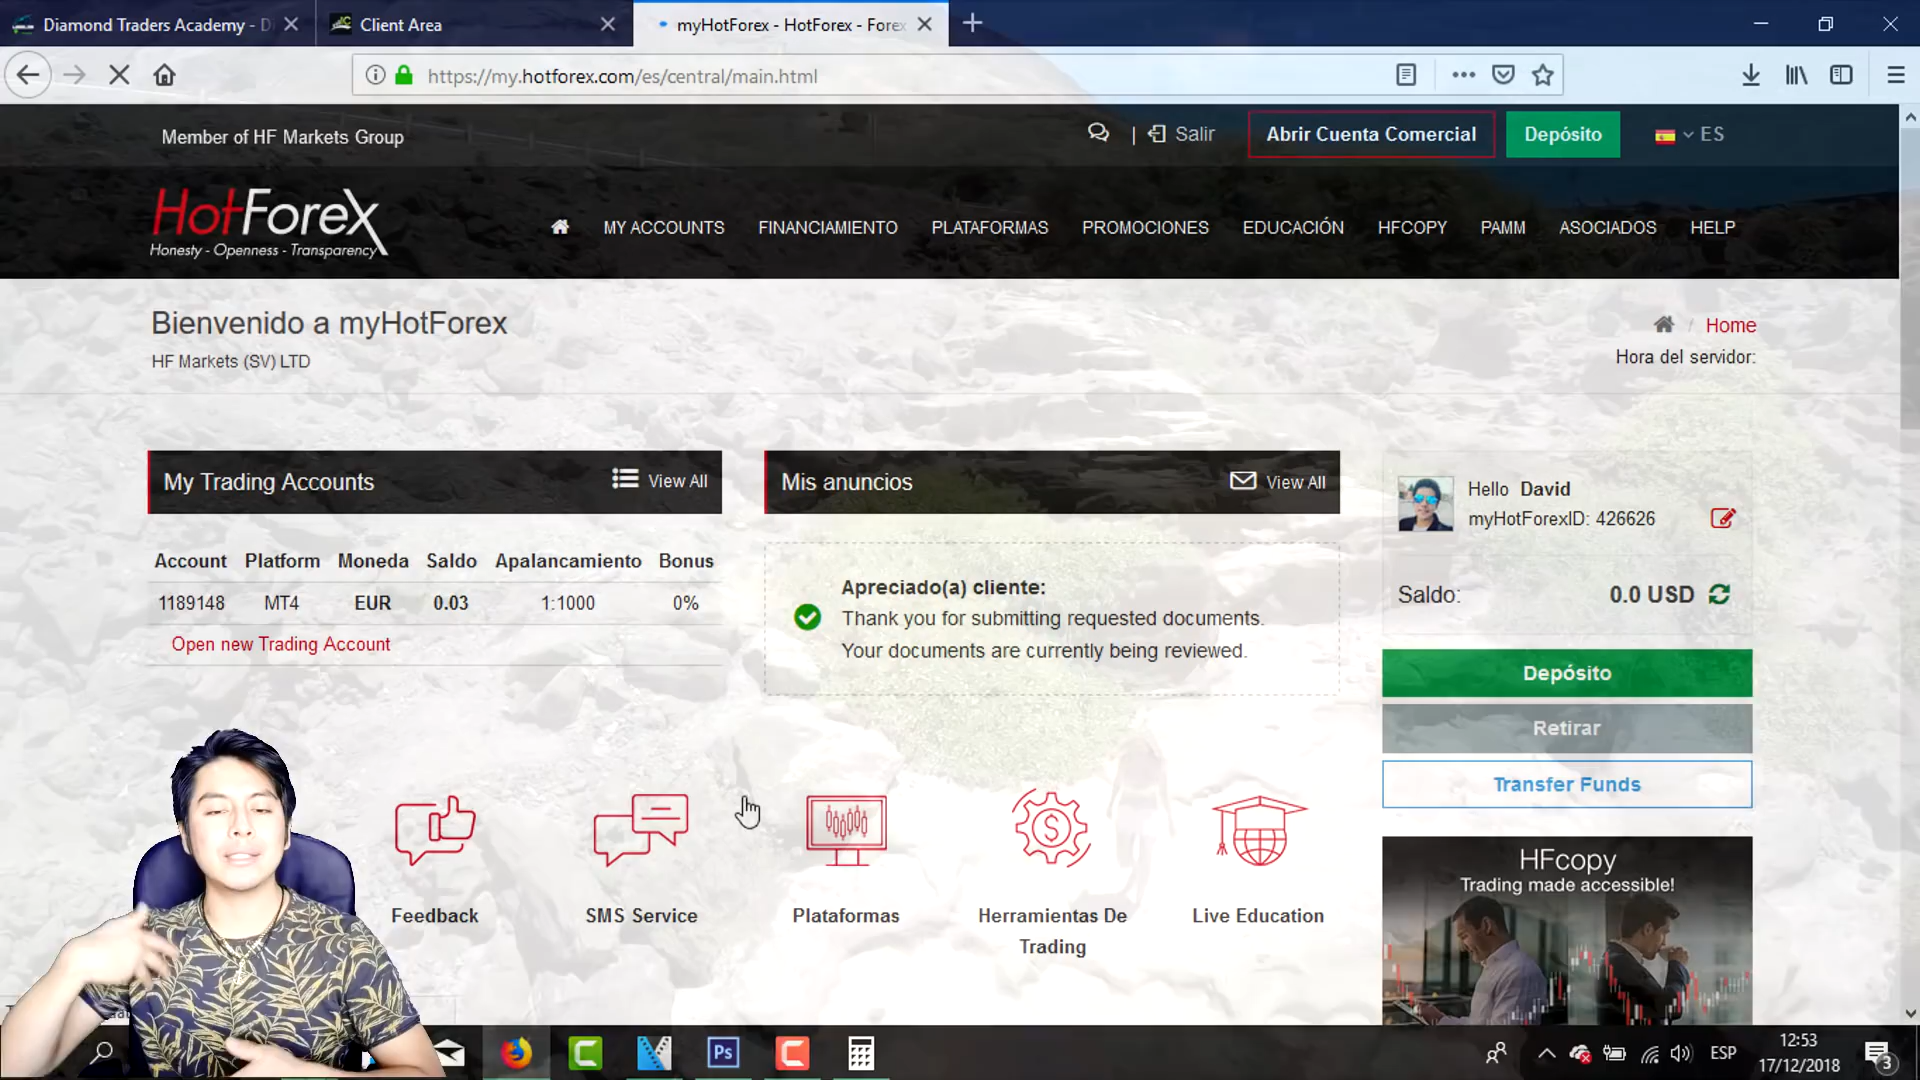 Diamond Traders Academy - D
Client Area
myHotForex - HotForex - Forex
https://my.hotforex.com/es/central/main.html
Member of HF Markets Group
Salir
Abrir Cuenta Comercial
Depósito
ES
HotForex
Honesty - Openness - Transparency
MY ACCOUNTS
FINANCIAMIENTO
PLATAFORMAS
PROMOCIONES
EDUCACIÓN
HFCOPY
PAMM
ASOCIADOS
HELP
Bienvenido a myHotForex
HF Markets (SV) LTD
Home
Hora del servidor:
My Trading Accounts
View All
Account Platform Moneda Saldo Apalancamiento Bonus
1189148 MT4 EUR 0.03 1:1000 0%
Open new Trading Account
Mis anuncios
View All
Apreciado(a) cliente:
Thank you for submitting requested documents.
Your documents are currently being reviewed.
Hello David
myHotForexID: 426626
Saldo: 0.0 USD
Depósito
Retirar
Transfer Funds
Feedback
SMS Service
Plataformas
Herramientas De
Trading
Live Education
HFcopy
Trading made accessible!
Ps
ESP
12:53
17/12/2018
3